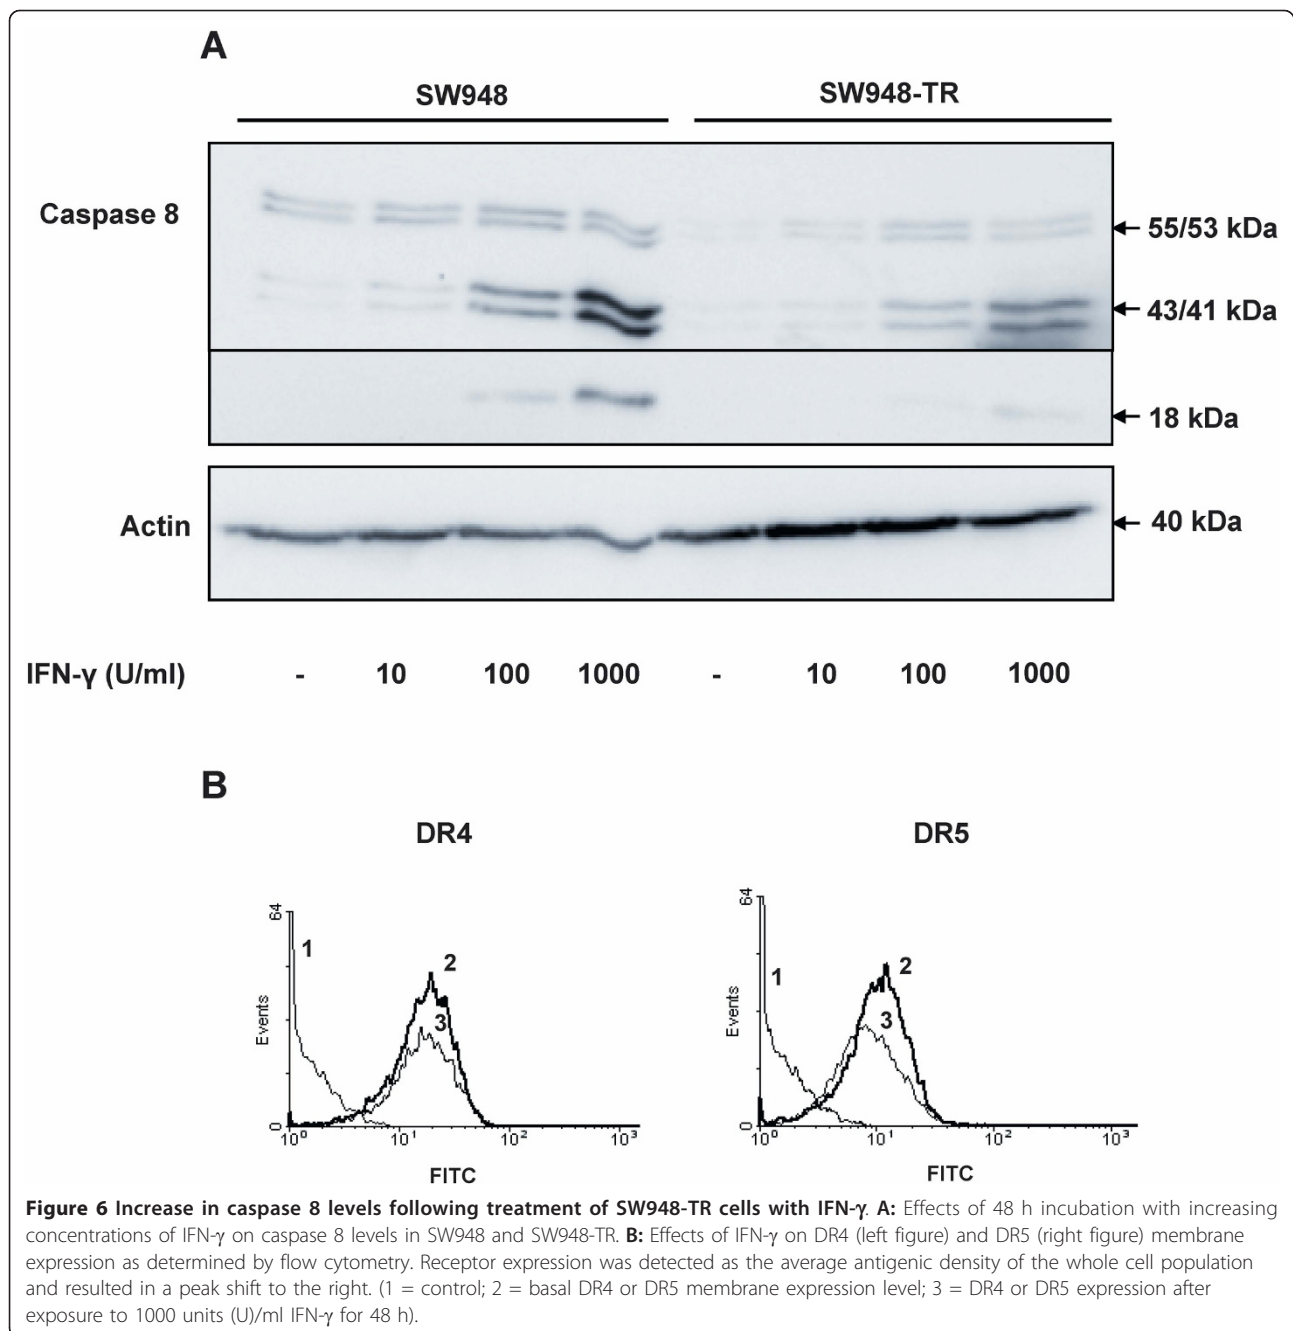 A
SW948
SW948-TR
Caspase 8
55/53 kDa
43/41 kDa
18 kDa
Actin
40 kDa
IFN-γ (U/ml) - 10 100 1000 - 10 100 1000
B
DR4
DR5
64
1
2
3
Events
0
10⁰ 10¹ 10² 10³
FITC
64
1
2
3
Events
0
10⁰ 10¹ 10² 10³
FITC
Figure 6 Increase in caspase 8 levels following treatment of SW948-TR cells with IFN-γ. A: Effects of 48 h incubation with increasing
concentrations of IFN-γ on caspase 8 levels in SW948 and SW948-TR. B: Effects of IFN-γ on DR4 (left figure) and DR5 (right figure) membrane
expression as determined by flow cytometry. Receptor expression was detected as the average antigenic density of the whole cell population
and resulted in a peak shift to the right. (1 = control; 2 = basal DR4 or DR5 membrane expression level; 3 = DR4 or DR5 expression after
exposure to 1000 units (U)/ml IFN-γ for 48 h).